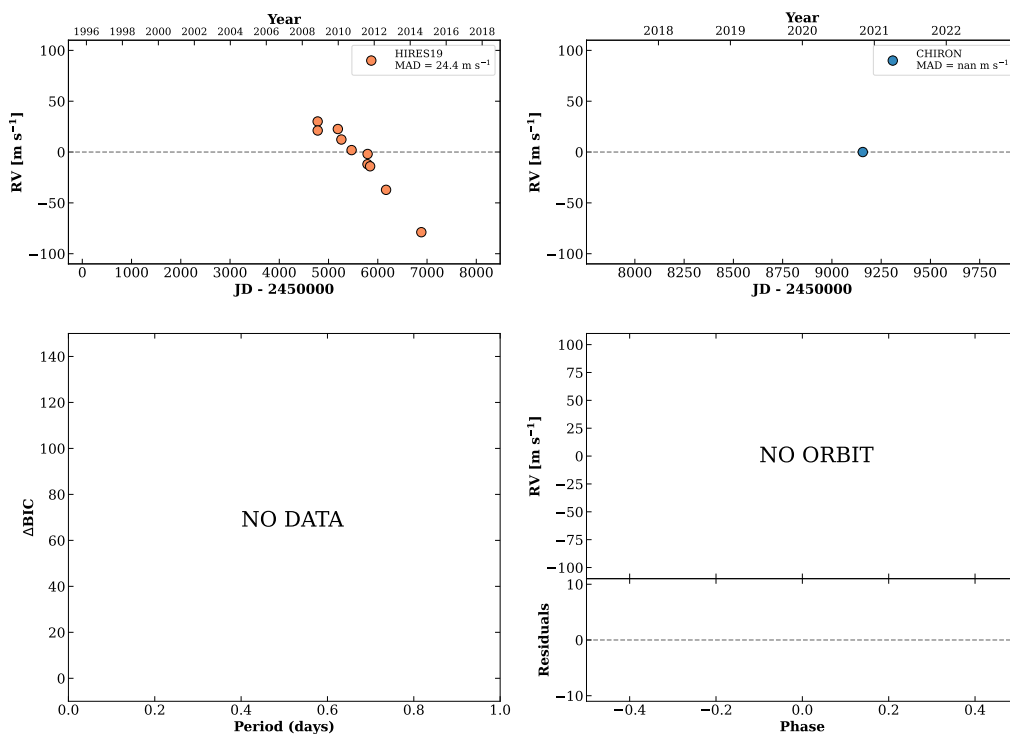 Year
1996 1998 2000 2002 2004 2006 2008 2010 2012 2014 2016 2018
100
50
0
−50
−100
RV [m s⁻¹]
HIRES19
MAD = 24.4 m s⁻¹
0 1000 2000 3000 4000 5000 6000 7000 8000
JD - 2450000
Year
2018 2019 2020 2021 2022
100
50
0
−50
−100
RV [m s⁻¹]
CHIRON
MAD = nan m s⁻¹
8000 8250 8500 8750 9000 9250 9500 9750
JD - 2450000
140
120
100
80
60
40
20
0
ΔBIC
NO DATA
0.0 0.2 0.4 0.6 0.8 1.0
Period (days)
100
75
50
25
0
−25
−50
−75
−100
RV [m s⁻¹]
NO ORBIT
10
0
−10
Residuals
−0.4 −0.2 0.0 0.2 0.4
Phase